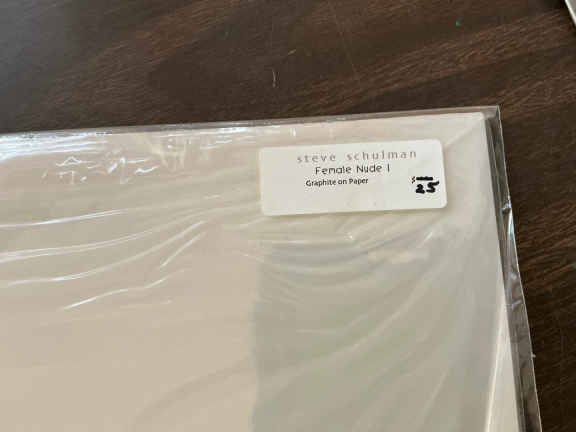 steve schulman
Female Nude I
Graphite on Paper
$ 25